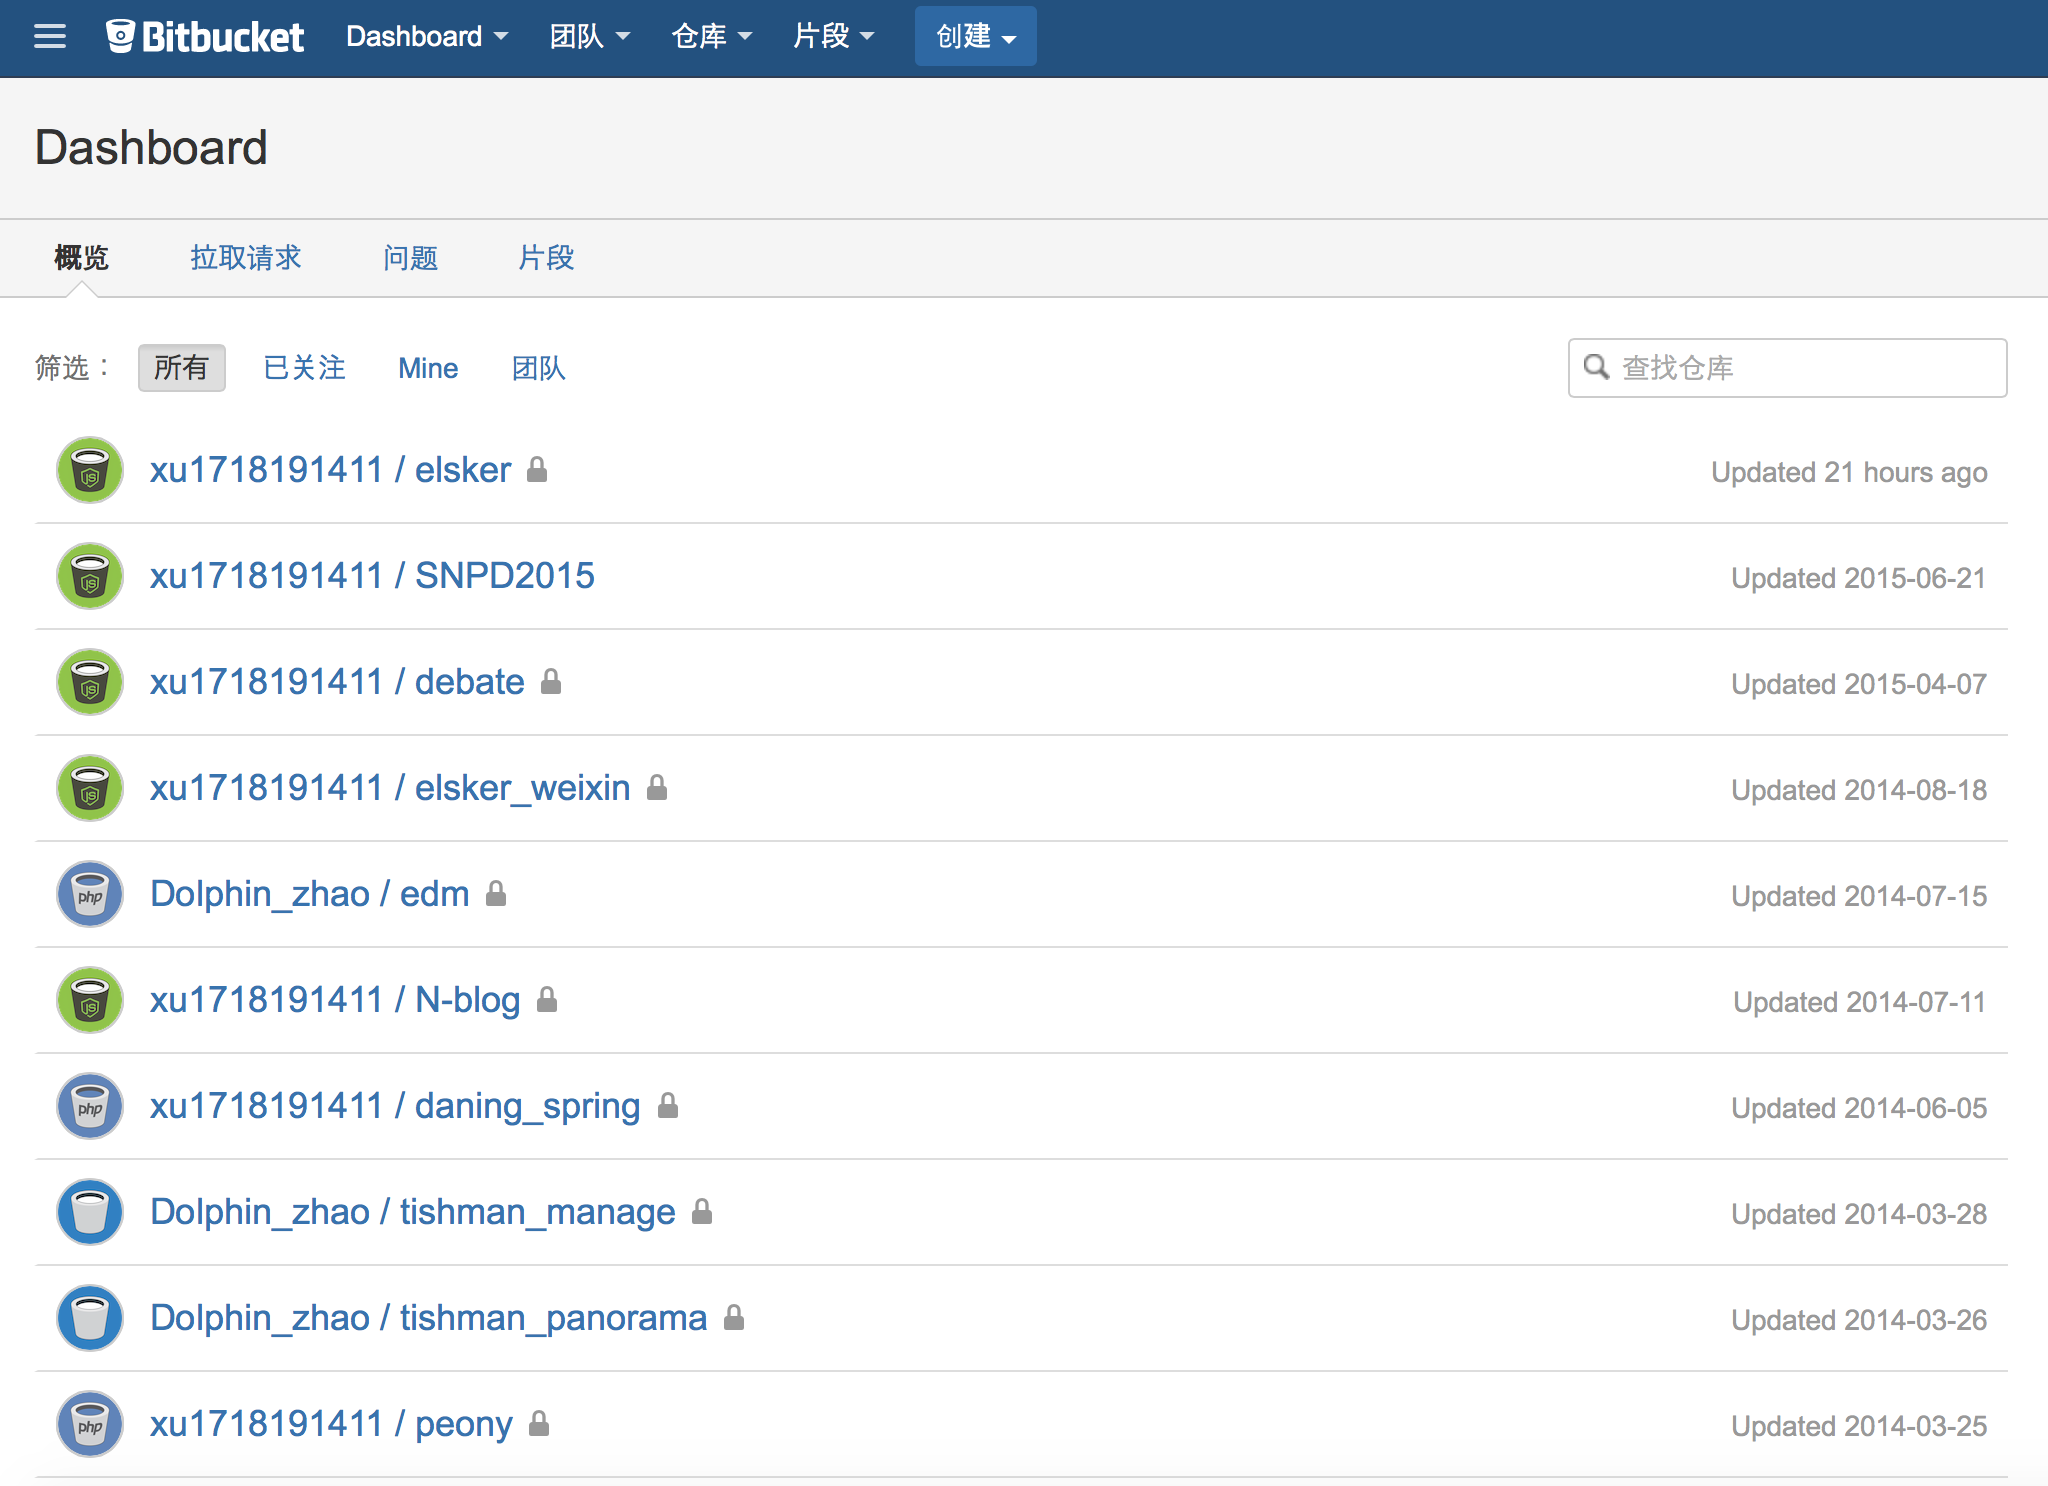 Bitbucket Dashboard 团队 仓库 片段 创建
Dashboard
概览 拉取请求 问题 片段
筛选： 所有 已关注 Mine 团队 查找仓库
JS xu1718191411 / elsker Updated 21 hours ago
JS xu1718191411 / SNPD2015 Updated 2015-06-21
JS xu1718191411 / debate Updated 2015-04-07
JS xu1718191411 / elsker_weixin Updated 2014-08-18
php Dolphin_zhao / edm Updated 2014-07-15
JS xu1718191411 / N-blog Updated 2014-07-11
php xu1718191411 / daning_spring Updated 2014-06-05
Dolphin_zhao / tishman_manage Updated 2014-03-28
Dolphin_zhao / tishman_panorama Updated 2014-03-26
php xu1718191411 / peony Updated 2014-03-25